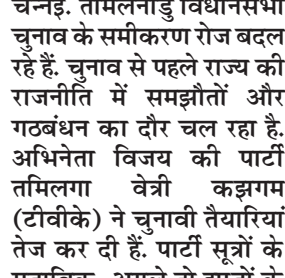 चेन्नई. तमिलनाडु विधानसभा
चुनाव के समीकरण रोज बदल
रहे हैं. चुनाव से पहले राज्य की
राजनीति में समझौतों और
गठबंधन का दौर चल रहा है.
अभिनेता विजय की पार्टी
तमिलगा वेत्री कझगम
(टीवीके) ने चुनावी तैयारियां
तेज कर दी हैं. पार्टी सूत्रों के